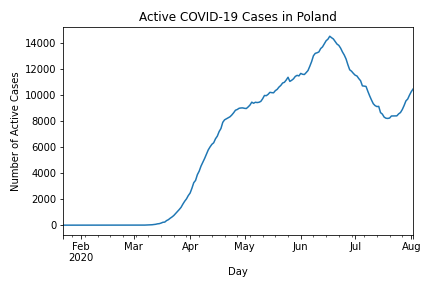 Active COVID-19 Cases in Poland
Number of Active Cases
14000
12000
10000
8000
6000
4000
2000
0
Feb Mar Apr May Jun Jul Aug
2020
Day